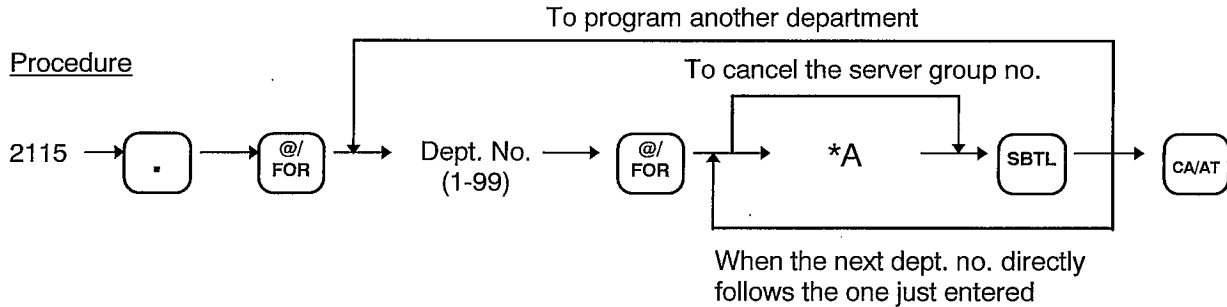 To program another department
Procedure
To cancel the server group no.
2115 . @/ FOR Dept. No. (1-99) @/ FOR *A SBTL CA/AT
When the next dept. no. directly
follows the one just entered